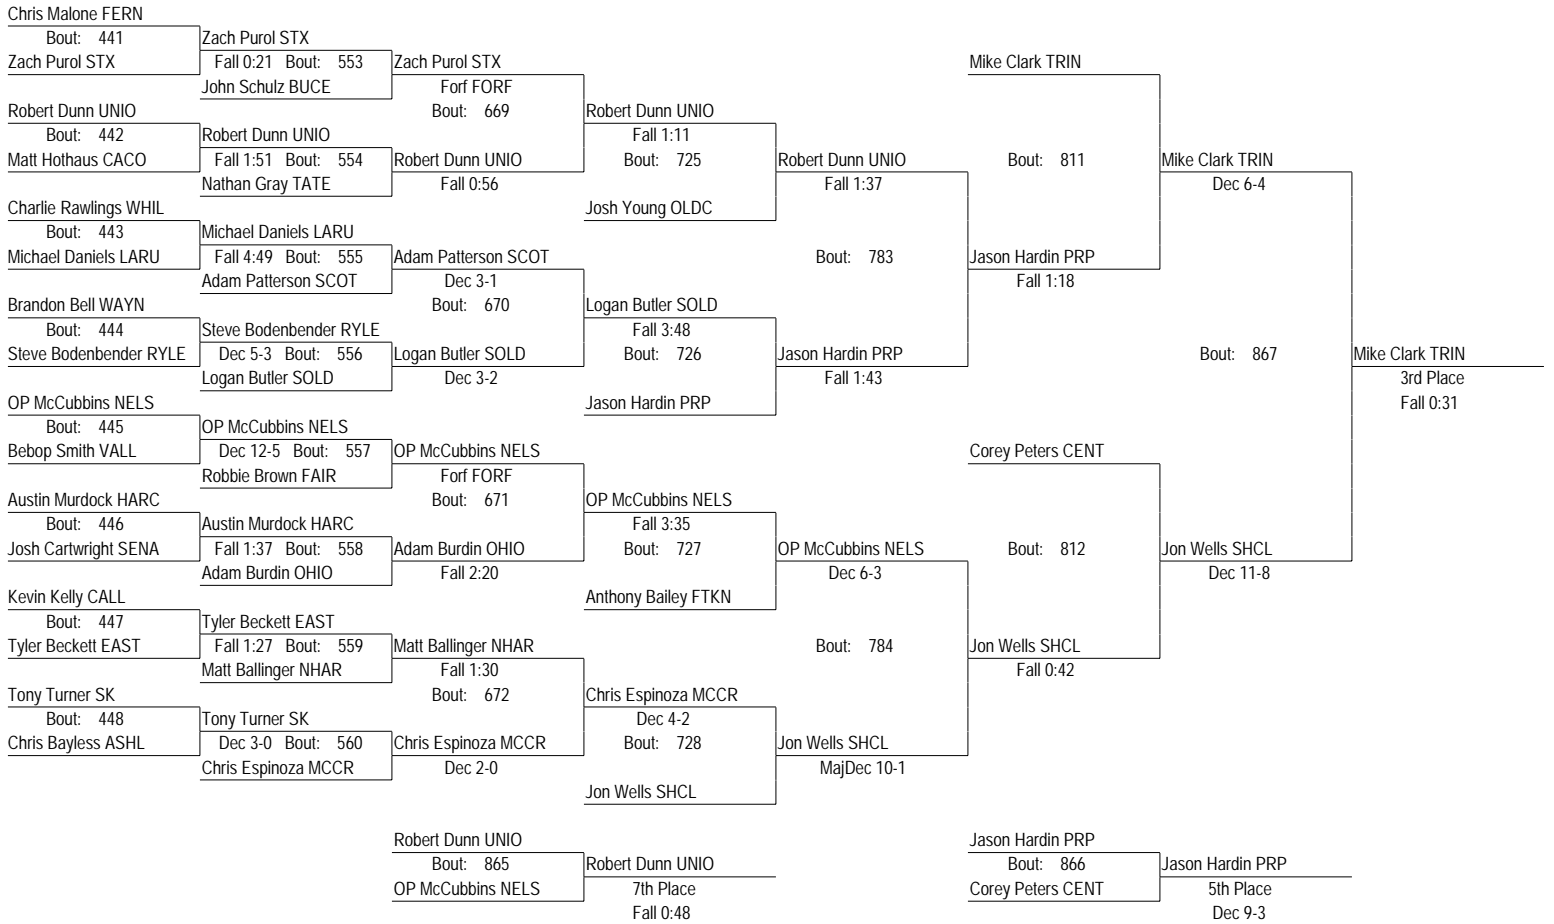 Chris Malone FERN
Bout: 441
Zach Purol STX
Robert Dunn UNIO
Bout: 442
Matt Hothaus CACO
Charlie Rawlings WHIL
Bout: 443
Michael Daniels LARU
Brandon Bell WAYN
Bout: 444
Steve Bodenbender RYLE
OP McCubbins NELS
Bout: 445
Bebop Smith VALL
Austin Murdock HARC
Bout: 446
Josh Cartwright SENA
Kevin Kelly CALL
Bout: 447
Tyler Beckett EAST
Tony Turner SK
Bout: 448
Chris Bayless ASHL
Zach Purol STX
Fall 0:21 Bout: 553
John Schulz BUCE
Robert Dunn UNIO
Fall 1:51 Bout: 554
Nathan Gray TATE
Michael Daniels LARU
Fall 4:49 Bout: 555
Adam Patterson SCOT
Steve Bodenbender RYLE
Dec 5-3 Bout: 556
Logan Butler SOLD
OP McCubbins NELS
Dec 12-5 Bout: 557
Robbie Brown FAIR
Austin Murdock HARC
Fall 1:37 Bout: 558
Adam Burdin OHIO
Tyler Beckett EAST
Fall 1:27 Bout: 559
Matt Ballinger NHAR
Tony Turner SK
Dec 3-0 Bout: 560
Chris Espinoza MCCR
Zach Purol STX
Forf FORF
Bout: 669
Robert Dunn UNIO
Fall 0:56
Adam Patterson SCOT
Dec 3-1
Bout: 670
Logan Butler SOLD
Dec 3-2
OP McCubbins NELS
Forf FORF
Bout: 671
Adam Burdin OHIO
Fall 2:20
Matt Ballinger NHAR
Fall 1:30
Bout: 672
Chris Espinoza MCCR
Dec 2-0
Robert Dunn UNIO
Fall 1:11
Bout: 725
Josh Young OLDC
Logan Butler SOLD
Fall 3:48
Bout: 726
Jason Hardin PRP
OP McCubbins NELS
Fall 3:35
Bout: 727
Anthony Bailey FTKN
Chris Espinoza MCCR
Dec 4-2
Bout: 728
Jon Wells SHCL
Robert Dunn UNIO
Fall 1:37
Bout: 783
Jason Hardin PRP
Fall 1:43
OP McCubbins NELS
Dec 6-3
Bout: 784
Jon Wells SHCL
MajDec 10-1
Mike Clark TRIN
Bout: 811
Jason Hardin PRP
Fall 1:18
Corey Peters CENT
Bout: 812
Jon Wells SHCL
Fall 0:42
Mike Clark TRIN
Dec 6-4
Bout: 867
Jon Wells SHCL
Dec 11-8
Mike Clark TRIN
3rd Place
Fall 0:31
Robert Dunn UNIO
Bout: 865
OP McCubbins NELS
Robert Dunn UNIO
7th Place
Fall 0:48
Jason Hardin PRP
Bout: 866
Corey Peters CENT
Jason Hardin PRP
5th Place
Dec 9-3